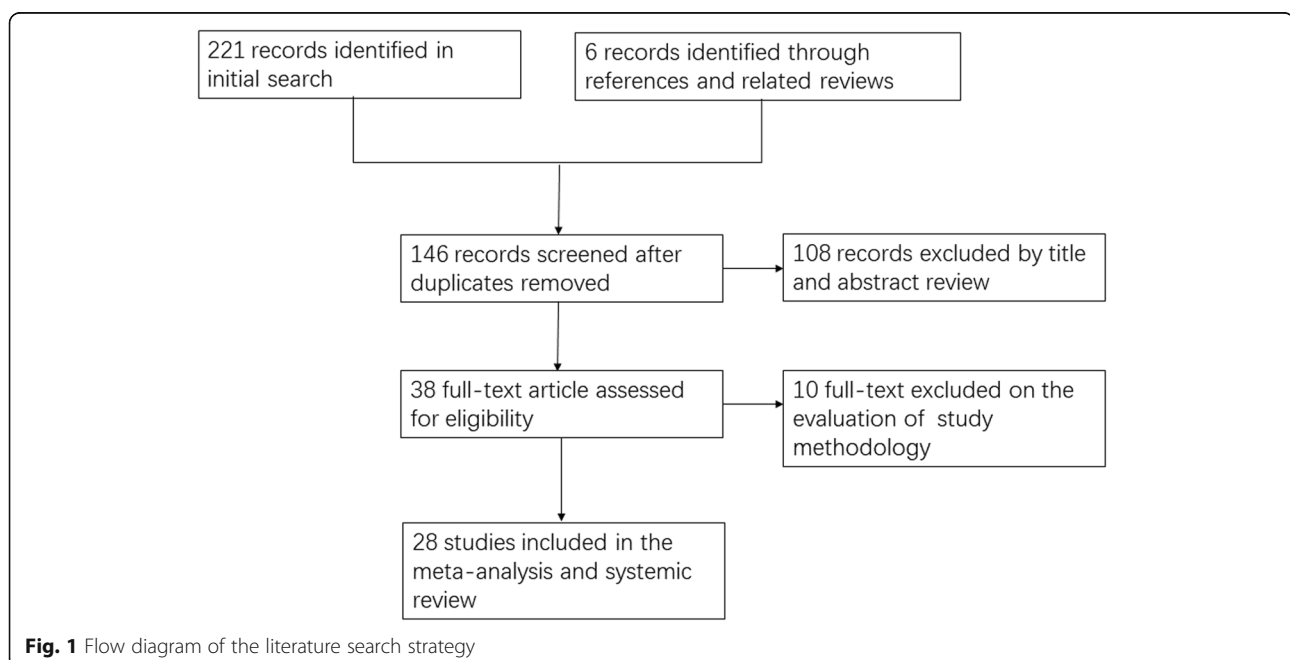 221 records identified in
initial search
6 records identified through
references and related reviews
146 records screened after
duplicates removed
108 records excluded by title
and abstract review
38 full-text article assessed
for eligibility
10 full-text excluded on the
evaluation of study
methodology
28 studies included in the
meta-analysis and systemic
review
Fig. 1 Flow diagram of the literature search strategy